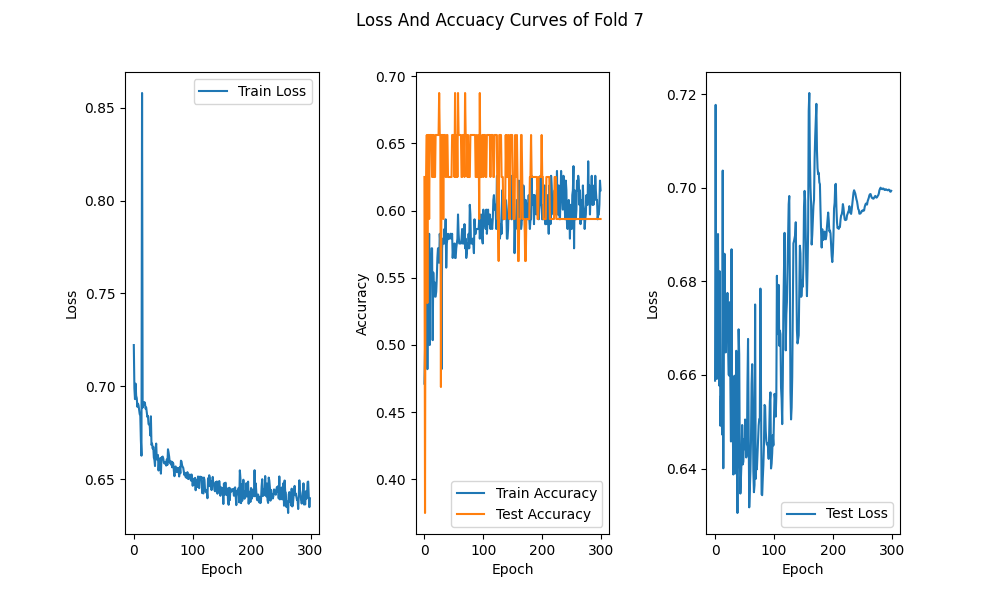 Loss And Accuacy Curves of Fold 7
Loss
0.85
0.80
0.75
0.70
0.65
Train Loss
0 100 200 300
Epoch
Accuracy
0.70
0.65
0.60
0.55
0.50
0.45
0.40
Train Accuracy
Test Accuracy
0 100 200 300
Epoch
Loss
0.72
0.70
0.68
0.66
0.64
Test Loss
0 100 200 300
Epoch